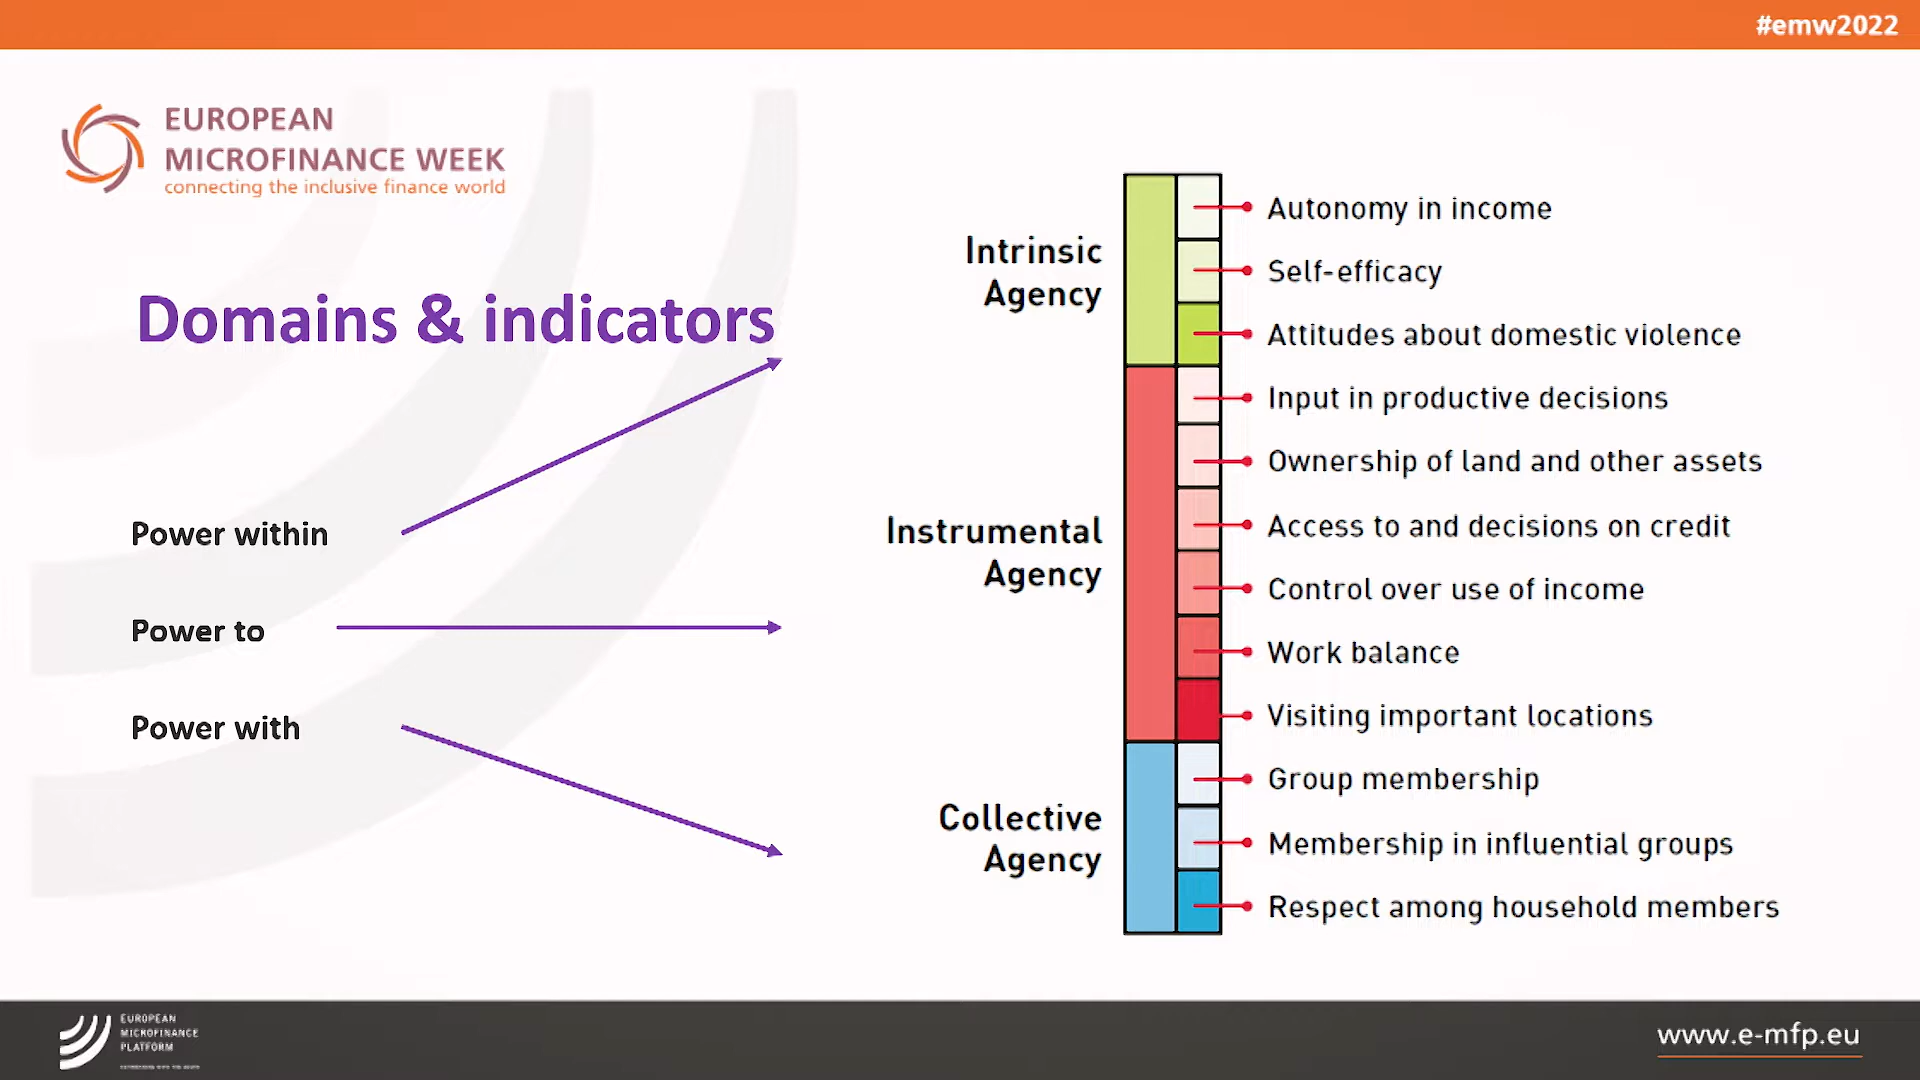 #emw2022
EUROPEAN
MICROFINANCE WEEK
connecting the inclusive finance world
Domains & indicators
Power within
Power to
Power with
Intrinsic
Agency
Instrumental
Agency
Collective
Agency
Autonomy in income
Self-efficacy
Attitudes about domestic violence
Input in productive decisions
Ownership of land and other assets
Access to and decisions on credit
Control over use of income
Work balance
Visiting important locations
Group membership
Membership in influential groups
Respect among household members
EUROPEAN
MICROFINANCE
PLATFORM
www.e-mfp.eu